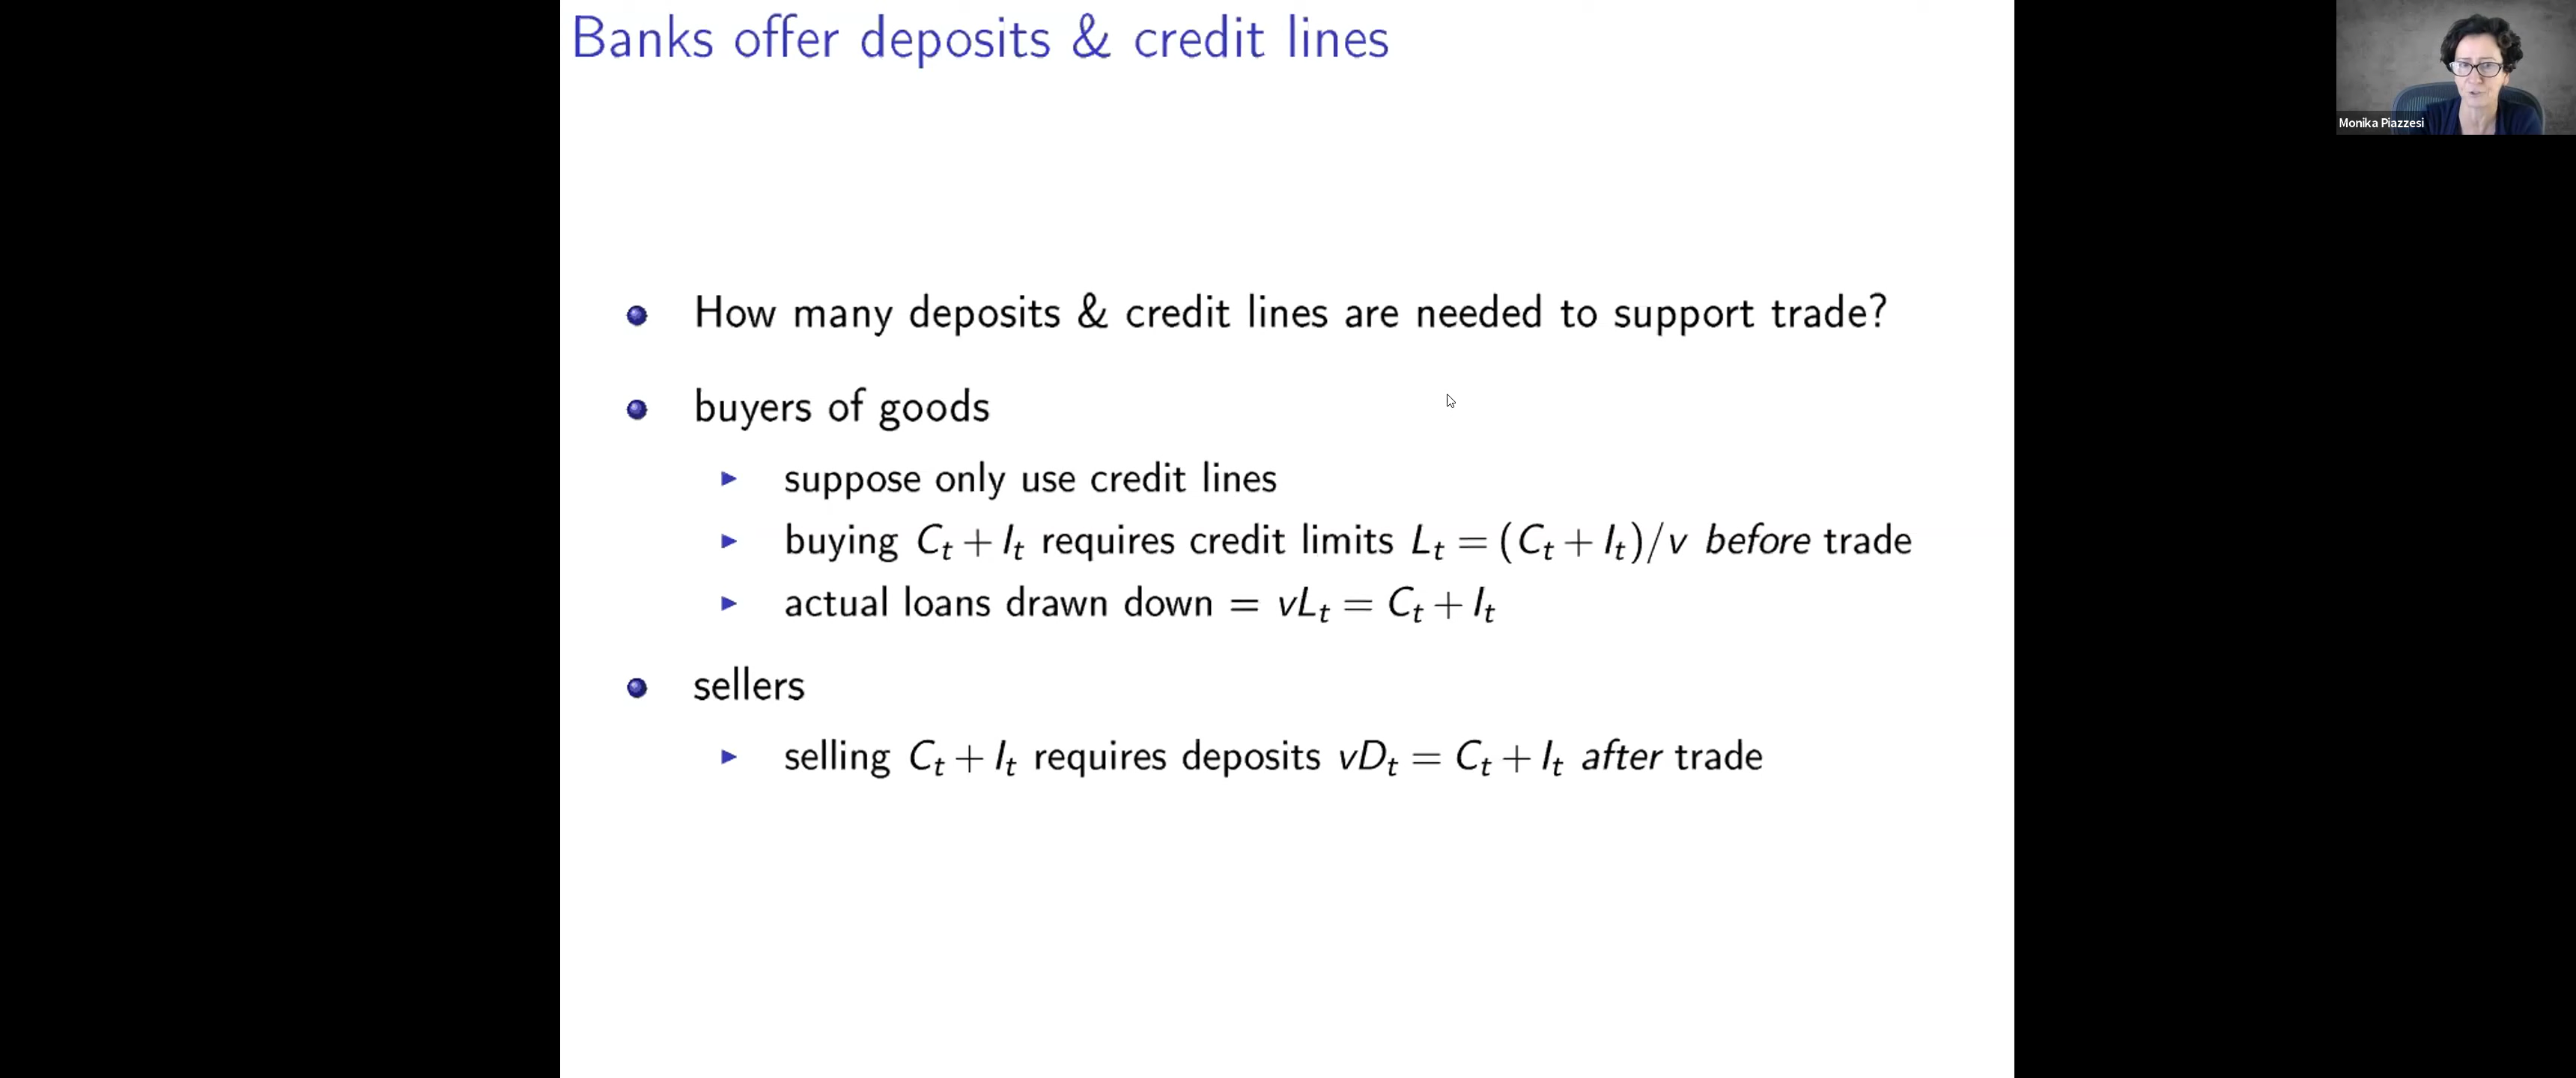 Banks offer deposits & credit lines
Monika Piazzesi
How many deposits & credit lines are needed to support trade?
buyers of goods
suppose only use credit lines
buying C_t + I_t requires credit limits L_t = (C_t + I_t)/v before trade
actual loans drawn down = vL_t = C_t + I_t
sellers
selling C_t + I_t requires deposits vD_t = C_t + I_t after trade